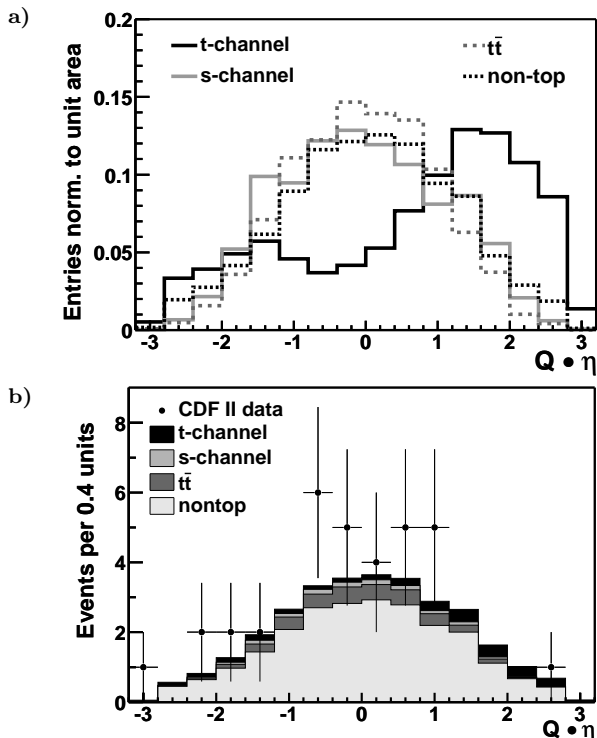 a)
Entries norm. to unit area
0.2
0.15
0.1
0.05
0
t-channel
s-channel
tt̄
non-top
-3 -2 -1 0 1 2 3
Q • η
b)
Events per 0.4 units
8
6
4
2
0
CDF II data
t-channel
s-channel
tt̄
nontop
-3 -2 -1 0 1 2 3
Q • η